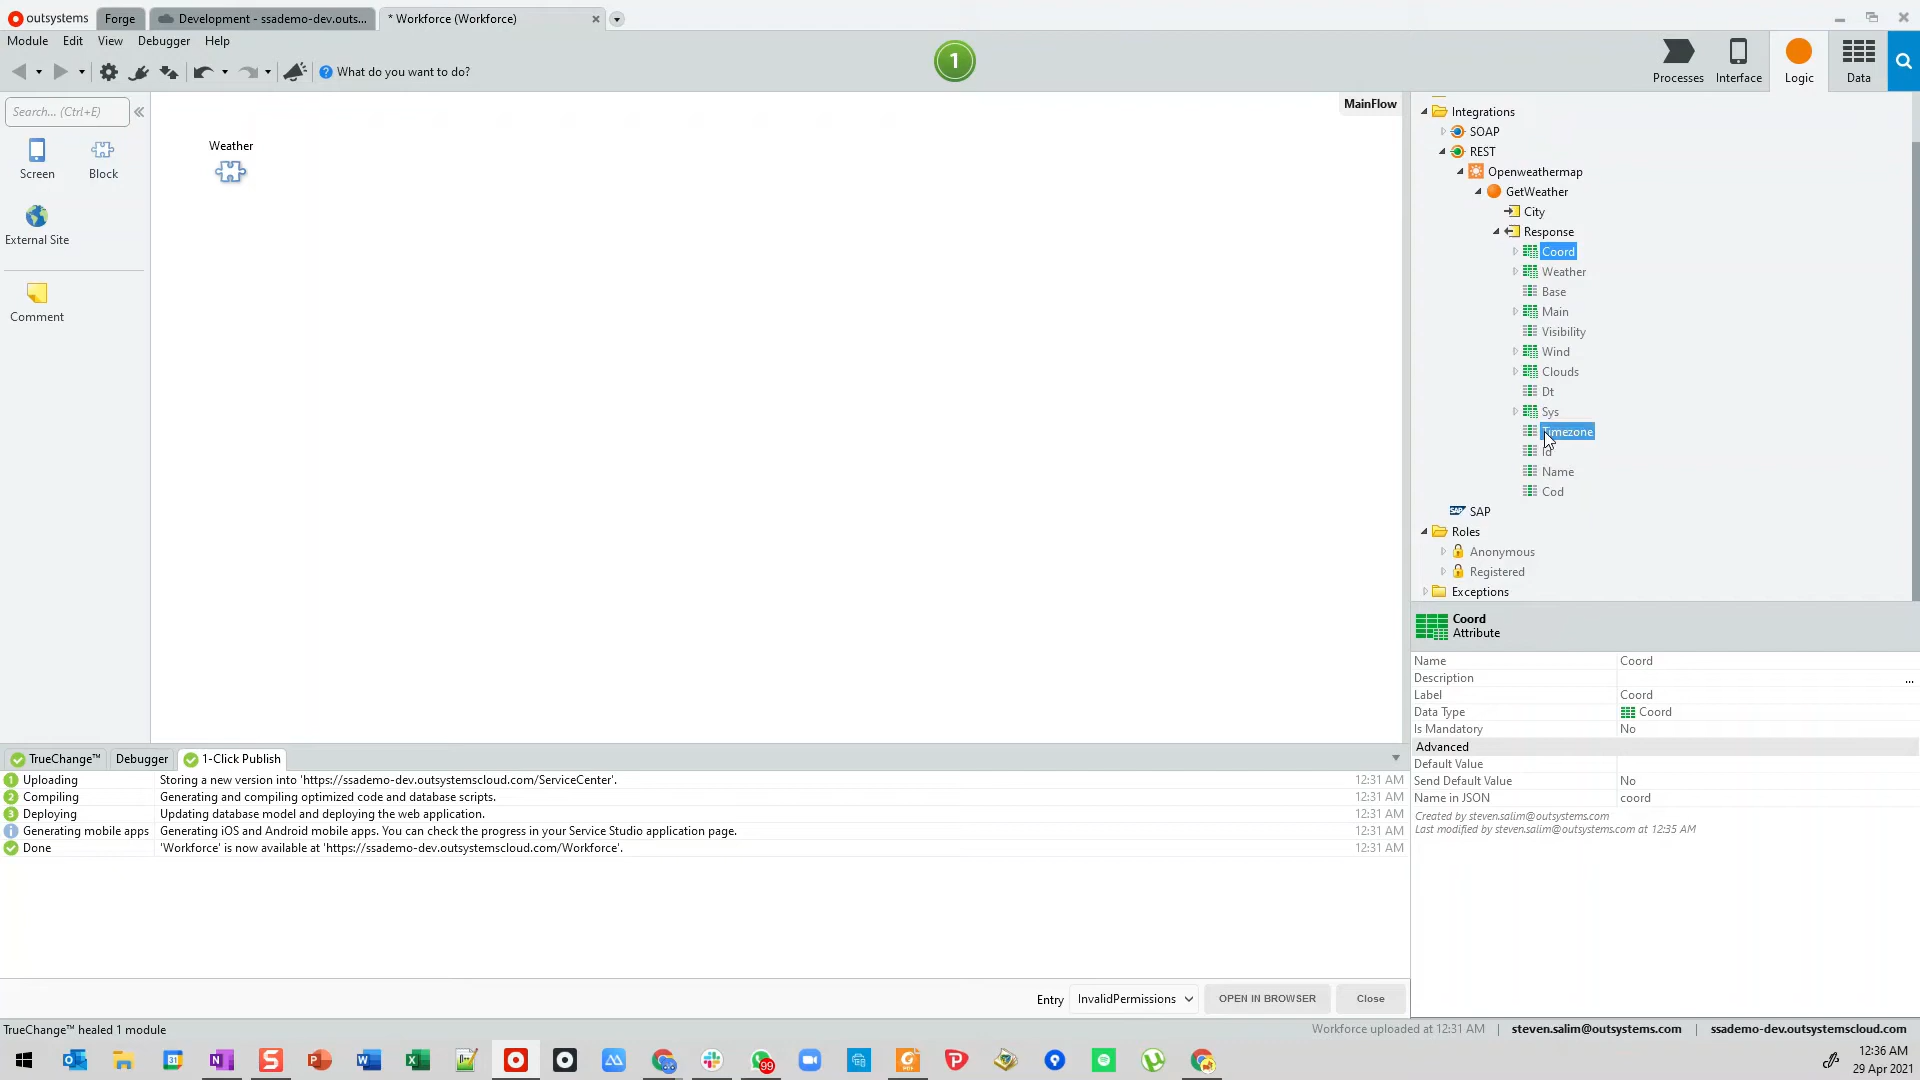 outsystems
Forge
Development - ssademo-dev.outs...
* Workforce (Workforce)
Module Edit View Debugger Help
What do you want to do?
1
Processes
Interface
Logic
Data
Search... (Ctrl+E)
Screen
Block
External Site
Comment
MainFlow
Weather
Integrations
SOAP
REST
Openweathermap
GetWeather
City
Response
Coord
Weather
Base
Main
Visibility
Wind
Clouds
Dt
Sys
Timezone
Id
Name
Cod
SAP
Roles
Anonymous
Registered
Exceptions
Coord
Attribute
Name Coord
Description ...
Label Coord
Data Type Coord
Is Mandatory No
Advanced
Default Value
Send Default Value No
Name in JSON coord
Created by steven.salim@outsystems.com
Last modified by steven.salim@outsystems.com at 12:35 AM
TrueChange™ Debugger 1-Click Publish
1 Uploading Storing a new version into 'https://ssademo-dev.outsystemscloud.com/ServiceCenter'. 12:31 AM
2 Compiling Generating and compiling optimized code and database scripts. 12:31 AM
3 Deploying Updating database model and deploying the web application. 12:31 AM
Generating mobile apps Generating iOS and Android mobile apps. You can check the progress in your Service Studio application page. 12:31 AM
Done 'Workforce' is now available at 'https://ssademo-dev.outsystemscloud.com/Workforce'. 12:31 AM
Entry InvalidPermissions OPEN IN BROWSER Close
TrueChange™ healed 1 module
Workforce uploaded at 12:31 AM | steven.salim@outsystems.com | ssademo-dev.outsystemscloud.com
99
12:36 AM
29 Apr 2021